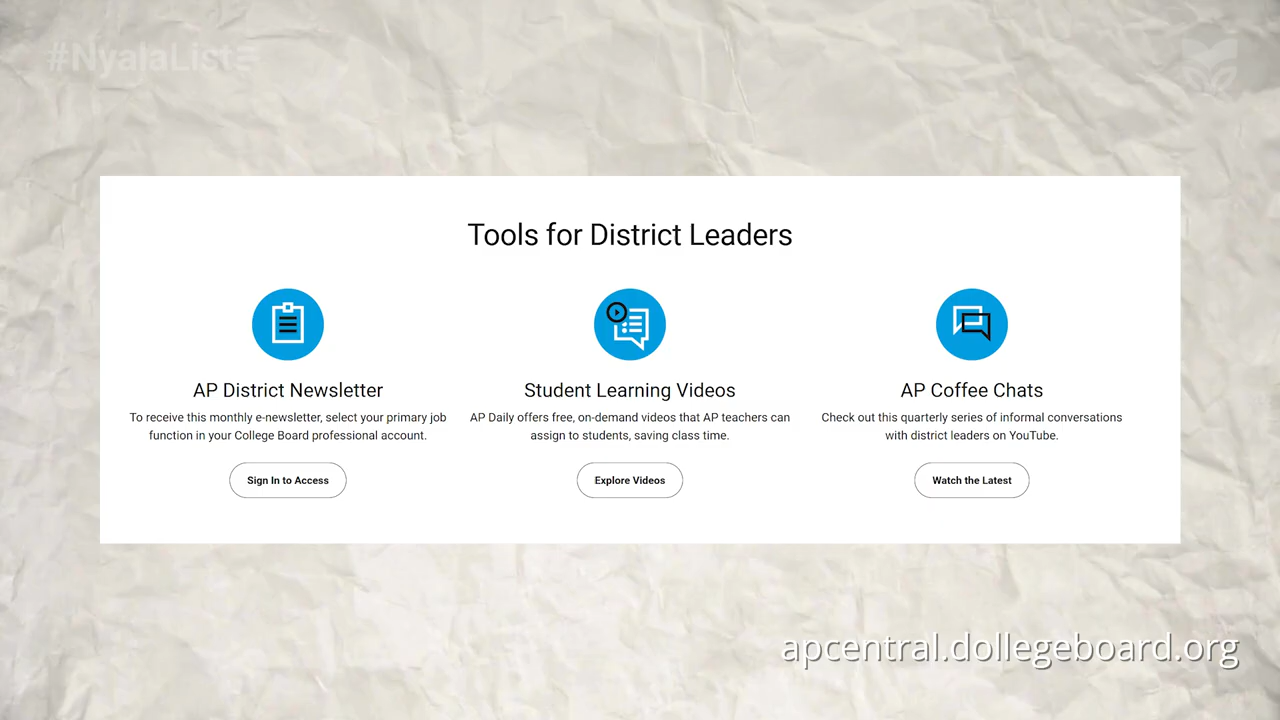 #NyalaListe
Tools for District Leaders
AP District Newsletter
To receive this monthly e-newsletter, select your primary job
function in your College Board professional account.
Sign In to Access
Student Learning Videos
AP Daily offers free, on-demand videos that AP teachers can
assign to students, saving class time.
Explore Videos
AP Coffee Chats
Check out this quarterly series of informal conversations
with district leaders on YouTube.
Watch the Latest
apcentral.dollegeboard.org